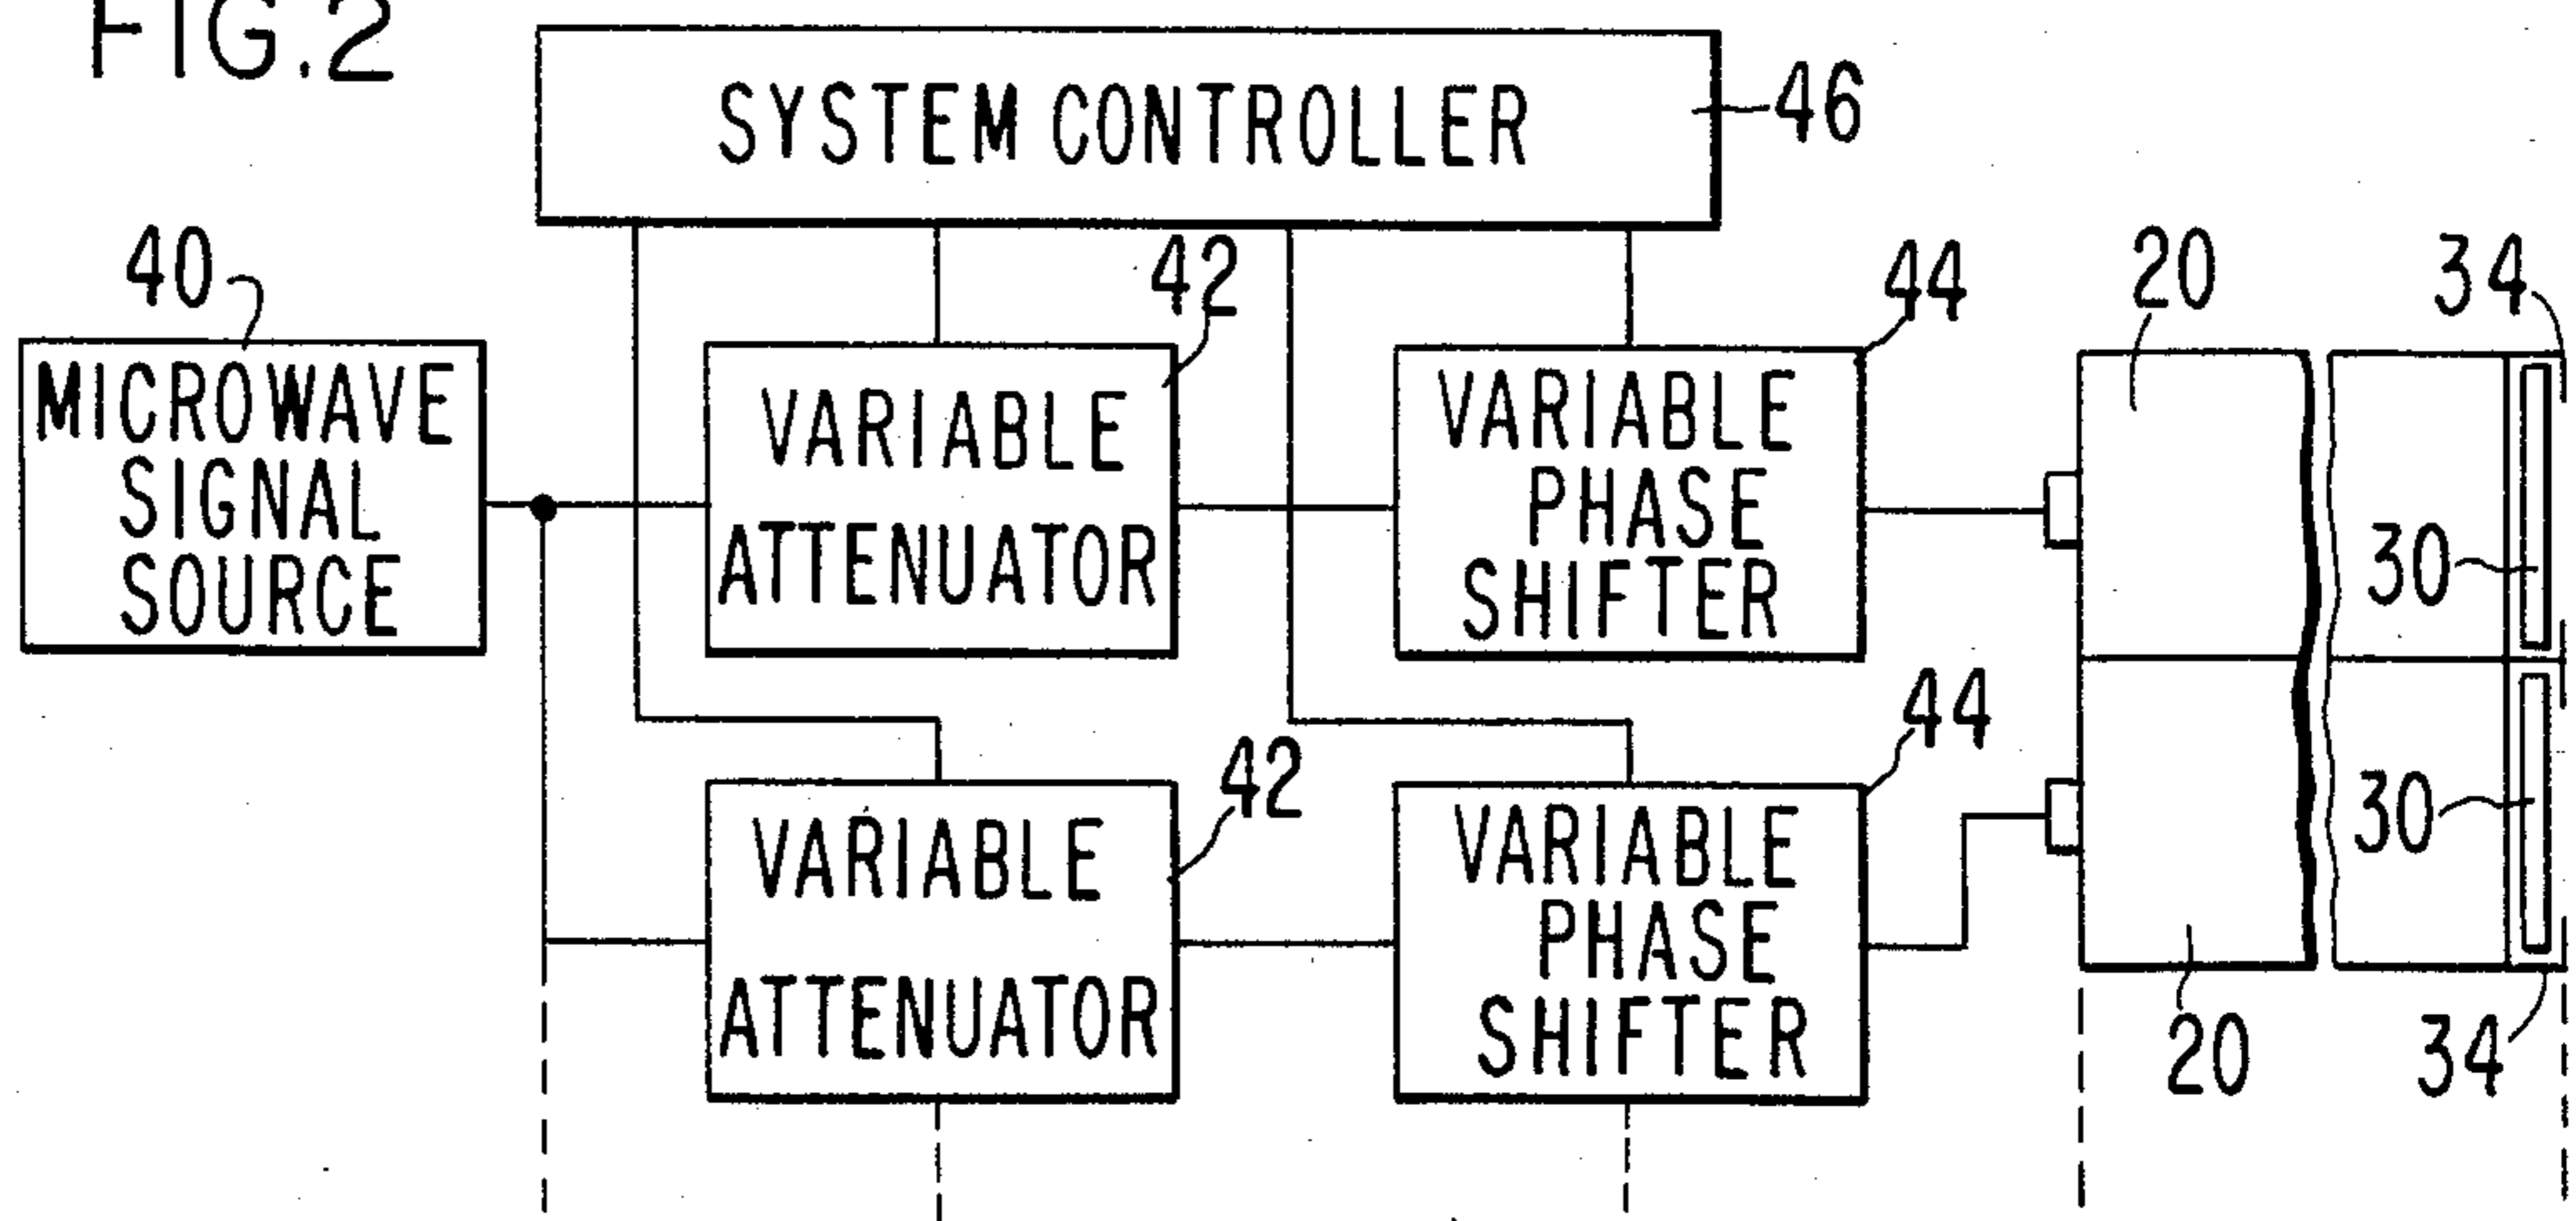 FIG.2
SYSTEM CONTROLLER
46
40
42
44
20
34
MICROWAVE
SIGNAL
SOURCE
VARIABLE
ATTENUATOR
VARIABLE
PHASE
SHIFTER
30
42
44
VARIABLE
ATTENUATOR
VARIABLE
PHASE
SHIFTER
30
20
34